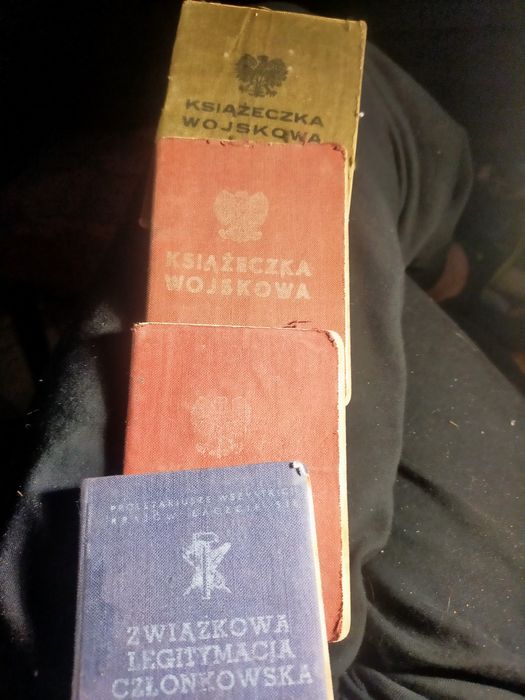 KSIĄŻECZKA
WOJSKOWA
KSIĄŻECZKA
WOJSKOWA
PROLETARIUSZE WSZYSTKICH
KRAJÓW ŁĄCZCIE SIĘ
ZWIĄZKOWA
LEGITYMACJA
CZŁONKOWSKA